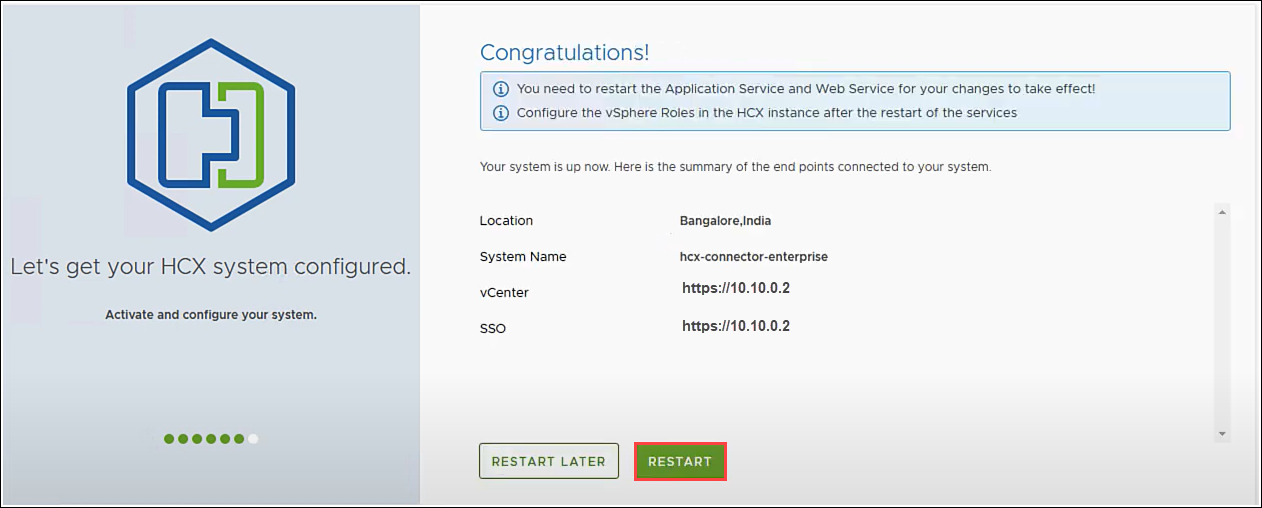 Let's get your HCX system configured.
Activate and configure your system.
Congratulations!
You need to restart the Application Service and Web Service for your changes to take effect!
Configure the vSphere Roles in the HCX instance after the restart of the services
Your system is up now. Here is the summary of the end points connected to your system.
Location Bangalore,India
System Name hcx-connector-enterprise
vCenter https://10.10.0.2
SSO https://10.10.0.2
RESTART LATER RESTART